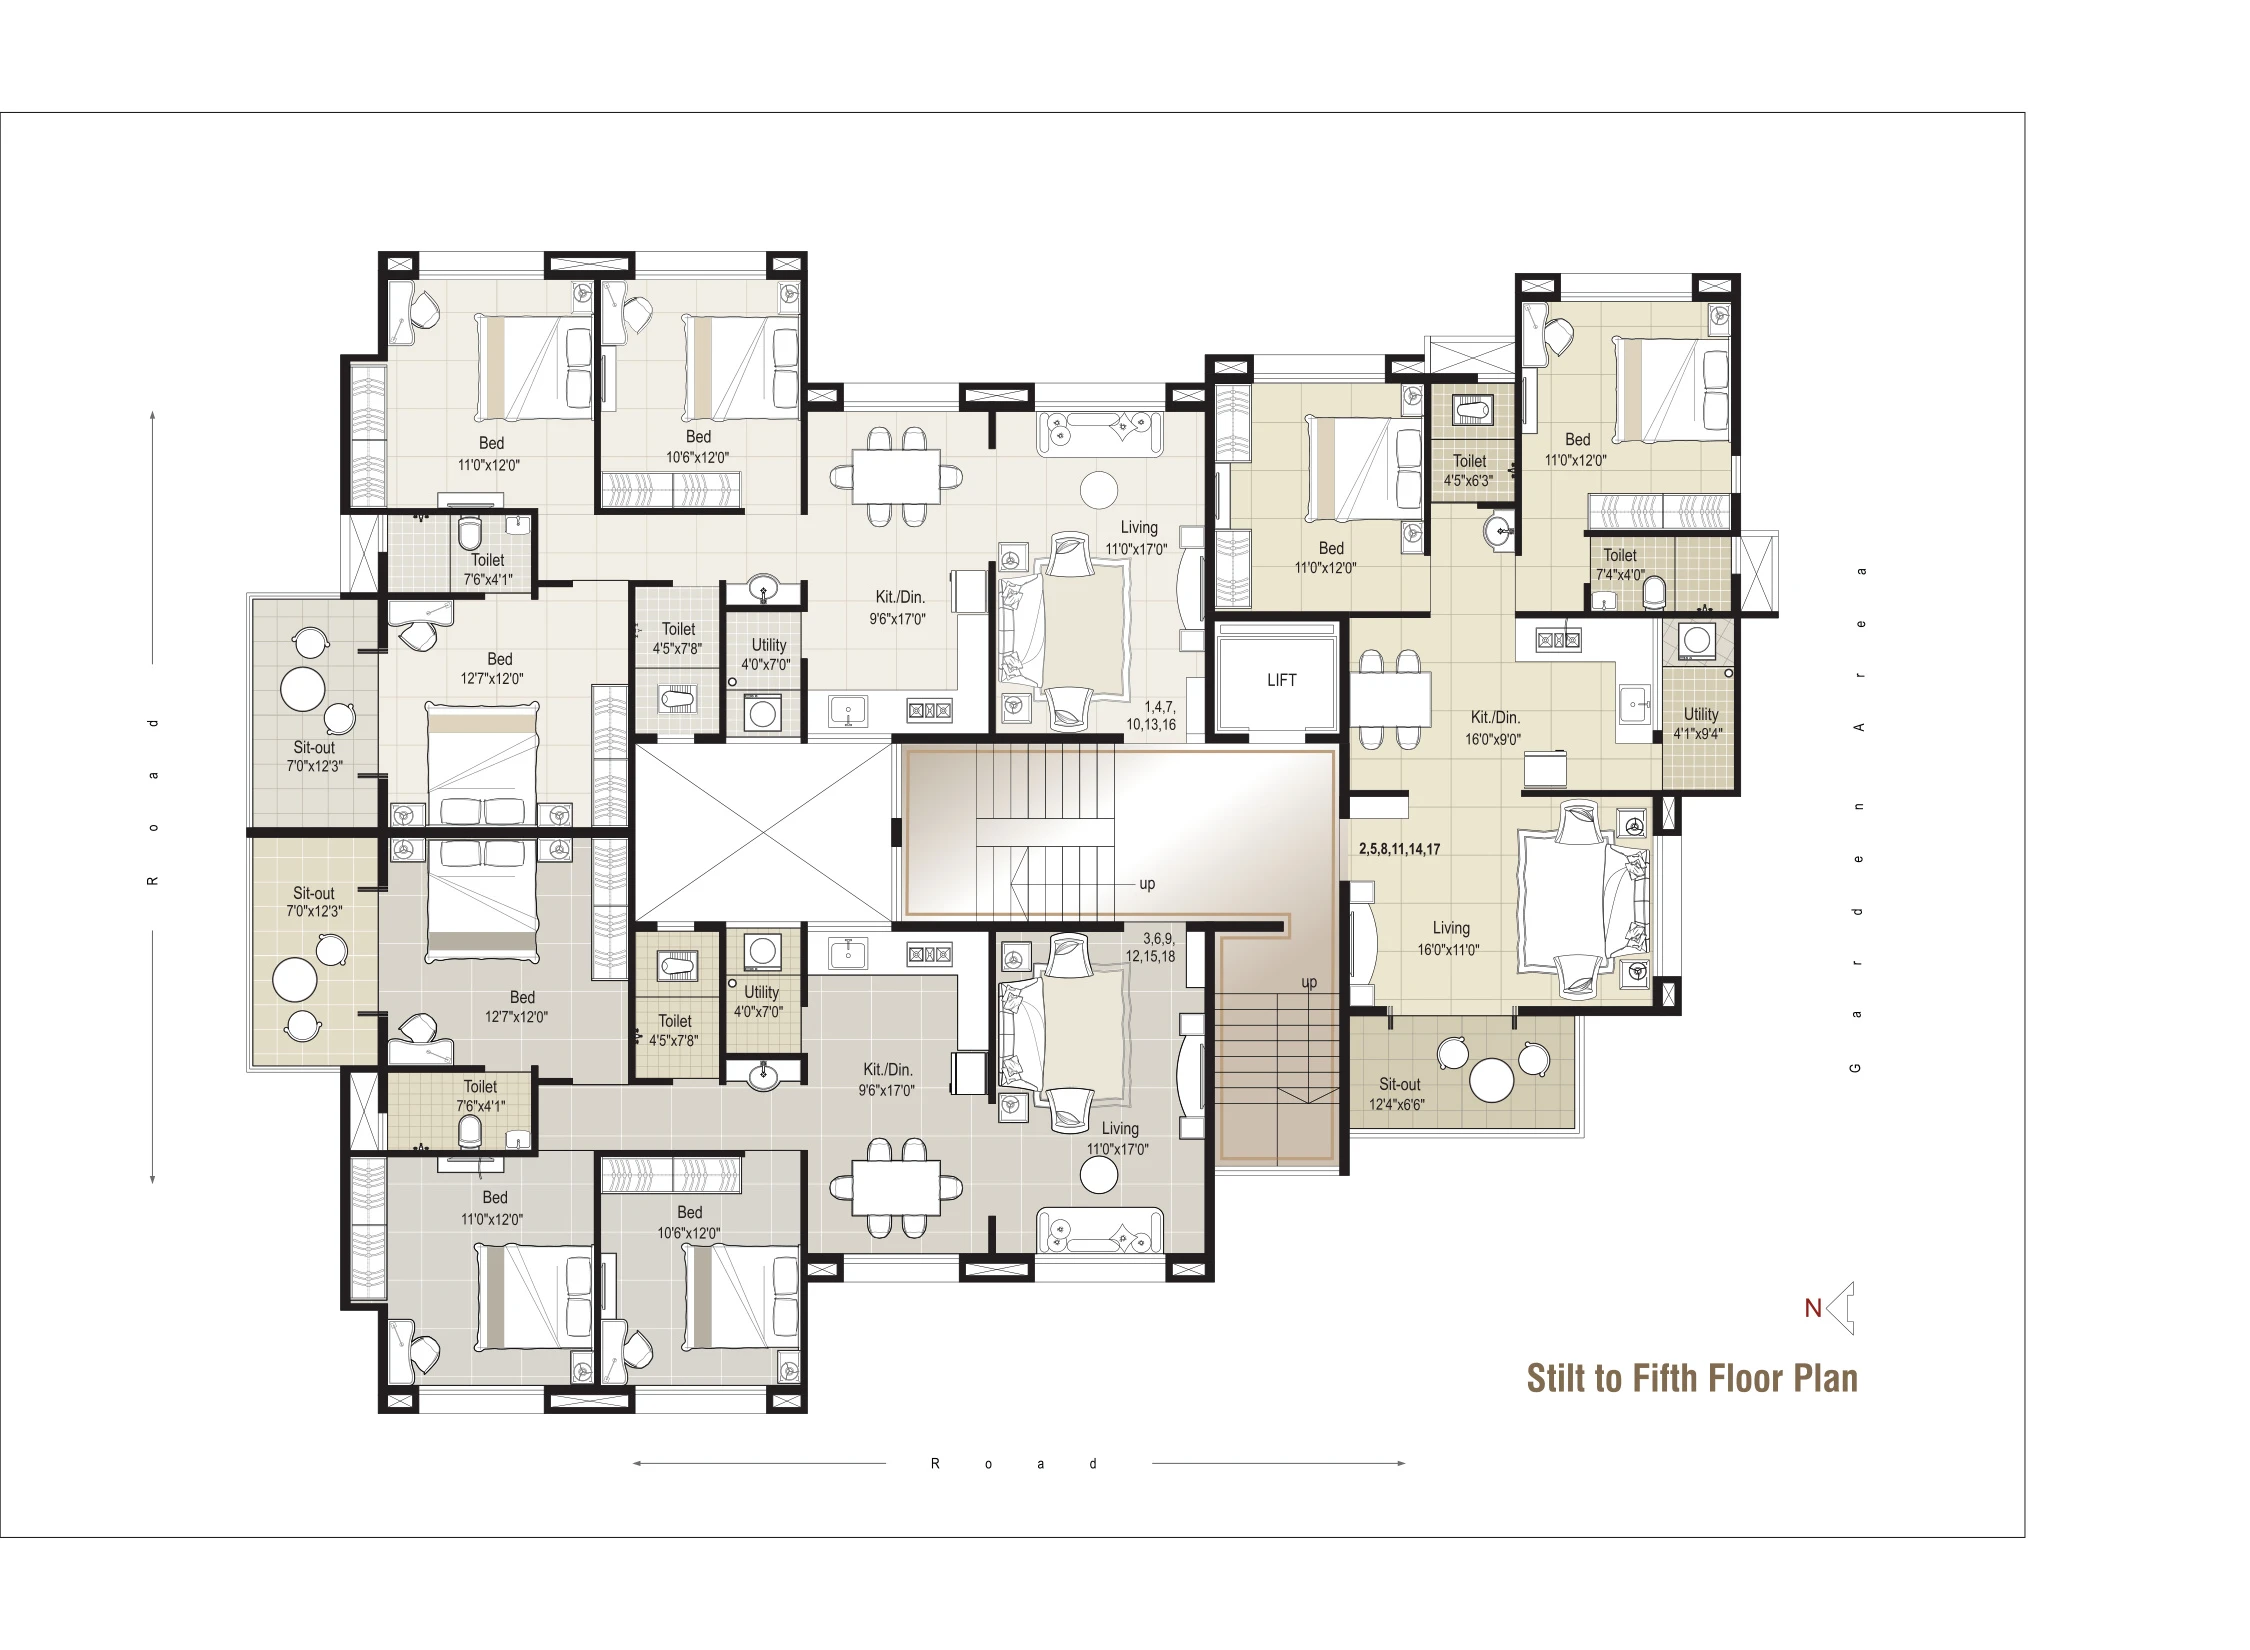 Bed
11'0"x12'0"
Bed
10'6"x12'0"
Toilet
7'6"x4'1"
Bed
12'7"x12'0"
Sit-out
7'0"x12'3"
Toilet
4'5"x7'8"
Utility
4'0"x7'0"
Kit./Din.
9'6"x17'0"
Living
11'0"x17'0"
1,4,7,
10,13,16
LIFT
Bed
11'0"x12'0"
Toilet
4'5"x6'3"
Bed
11'0"x12'0"
Toilet
7'4"x4'0"
Kit./Din.
16'0"x9'0"
Utility
4'1"x9'4"
2,5,8,11,14,17
Living
16'0"x11'0"
Sit-out
12'4"x6'6"
up
up
Sit-out
7'0"x12'3"
Bed
12'7"x12'0"
Toilet
7'6"x4'1"
Toilet
4'5"x7'8"
Utility
4'0"x7'0"
Kit./Din.
9'6"x17'0"
3,6,9,
12,15,18
Living
11'0"x17'0"
Bed
11'0"x12'0"
Bed
10'6"x12'0"
Road
Garden Area
N
Stilt to Fifth Floor Plan
Road